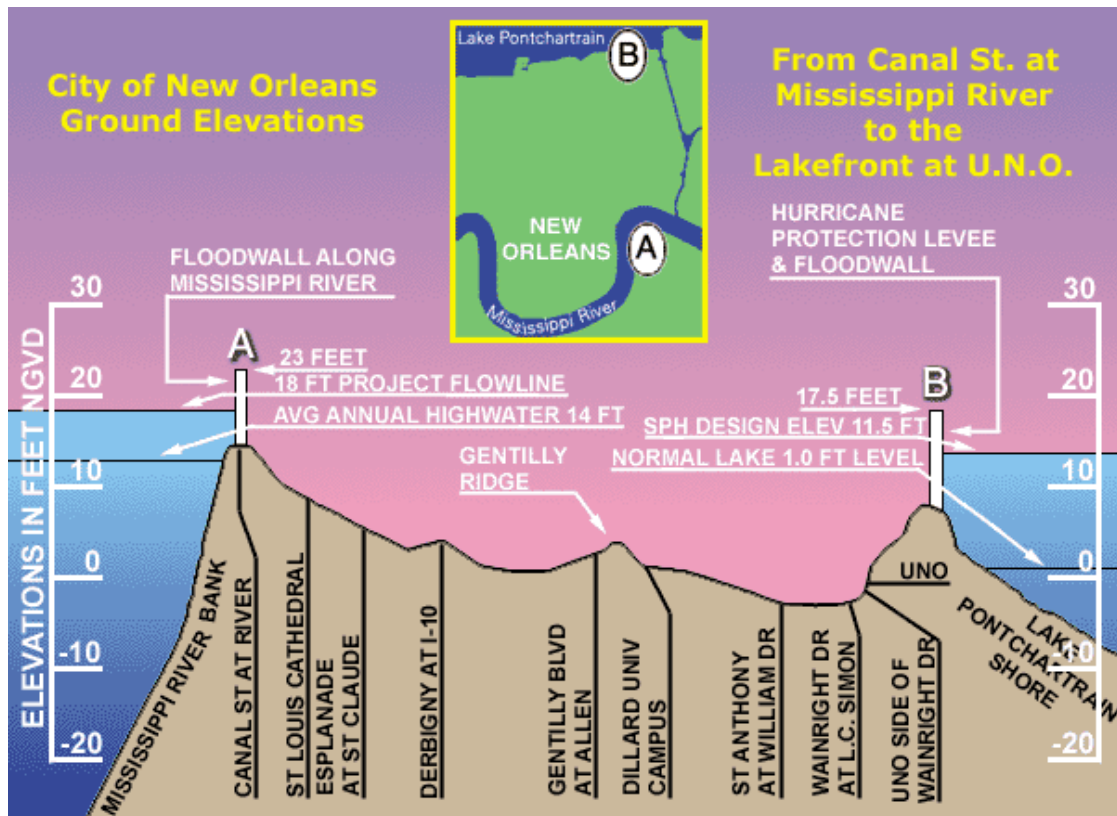 City of New Orleans
Ground Elevations
Lake Pontchartrain
B
NEW
ORLEANS
A
Mississippi River
From Canal St. at
Mississippi River
to the
Lakefront at U.N.O.
FLOODWALL ALONG
MISSISSIPPI RIVER
HURRICANE
PROTECTION LEVEE
& FLOODWALL
ELEVATIONS IN FEET NGVD
30
20
10
0
-10
-20
A
23 FEET
18 FT PROJECT FLOWLINE
AVG ANNUAL HIGHWATER 14 FT
GENTILLY
RIDGE
B
17.5 FEET
SPH DESIGN ELEV 11.5 FT
NORMAL LAKE 1.0 FT LEVEL
30
20
10
0
-10
-20
MISSISSIPPI RIVER BANK
CANAL ST AT RIVER
ST LOUIS CATHEDRAL
ESPLANADE
AT ST CLAUDE
DERBIGNY AT I-10
GENTILLY BLVD
AT ALLEN
DILLARD UNIV
CAMPUS
ST ANTHONY
AT WILLIAM DR
WAINRIGHT DR
AT L.C. SIMON
UNO SIDE OF
WAINRIGHT DR
UNO
LAKE
PONTCHARTRAIN
SHORE